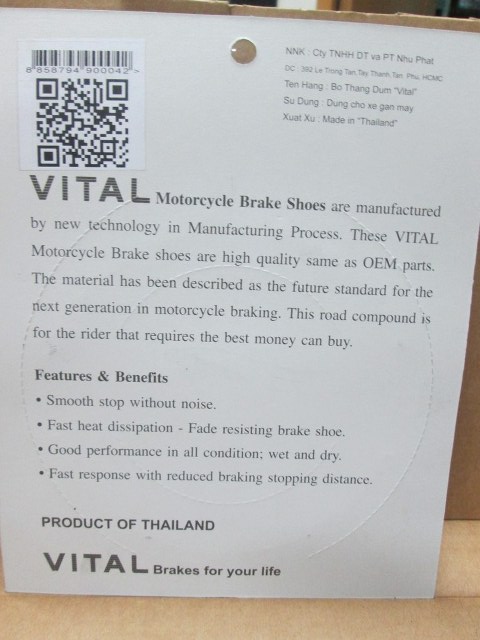 8 858794 900042 >
NNK : Cty TNHH DT va PT Nhu Phat
DC : 392 Le Trong Tan,Tay Thanh,Tan Phu, HCMC
Ten Hang : Bo Thang Dum "Vital"
Su Dung : Dung cho xe gan may
Xuat Xu : Made in "Thailand"
VITAL Motorcycle Brake Shoes are manufactured
by new technology in Manufacturing Process. These VITAL
Motorcycle Brake shoes are high quality same as OEM parts.
The material has been described as the future standard for the
next generation in motorcycle braking. This road compound is
for the rider that requires the best money can buy.
Features & Benefits
• Smooth stop without noise.
• Fast heat dissipation - Fade resisting brake shoe.
• Good performance in all condition; wet and dry.
• Fast response with reduced braking stopping distance.
PRODUCT OF THAILAND
VITAL Brakes for your life